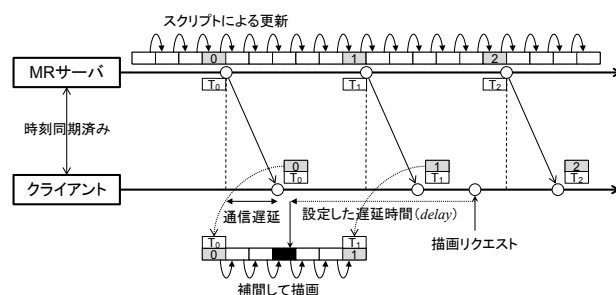 スクリプトによる更新
0 1 2
MRサーバ
T0 T1 T2
時刻同期済み
0 1 2
T0 T1 T2
クライアント
通信遅延 設定した遅延時間(delay)
T0 T1
描画リクエスト
0 1
補間して描画